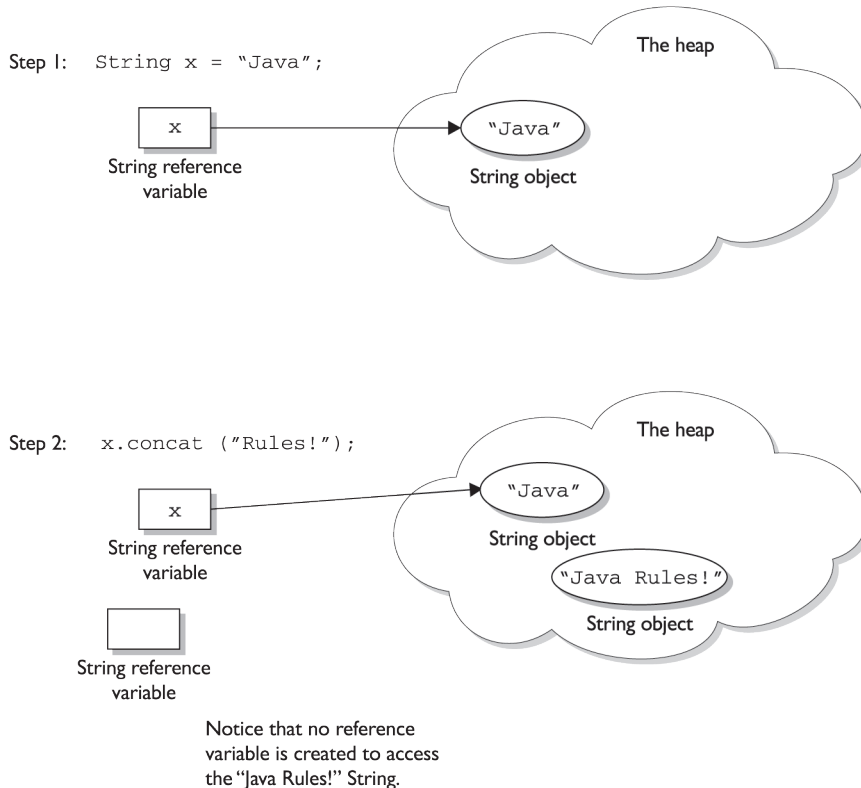 The heap
Step 1: String x = “Java”;
x
“Java”
String reference
variable
String object
The heap
Step 2: x.concat (”Rules!”);
“Java”
x
String object
String reference
variable
“Java Rules!”
String object
String reference
variable
Notice that no reference
variable is created to access
the “Java Rules!” String.